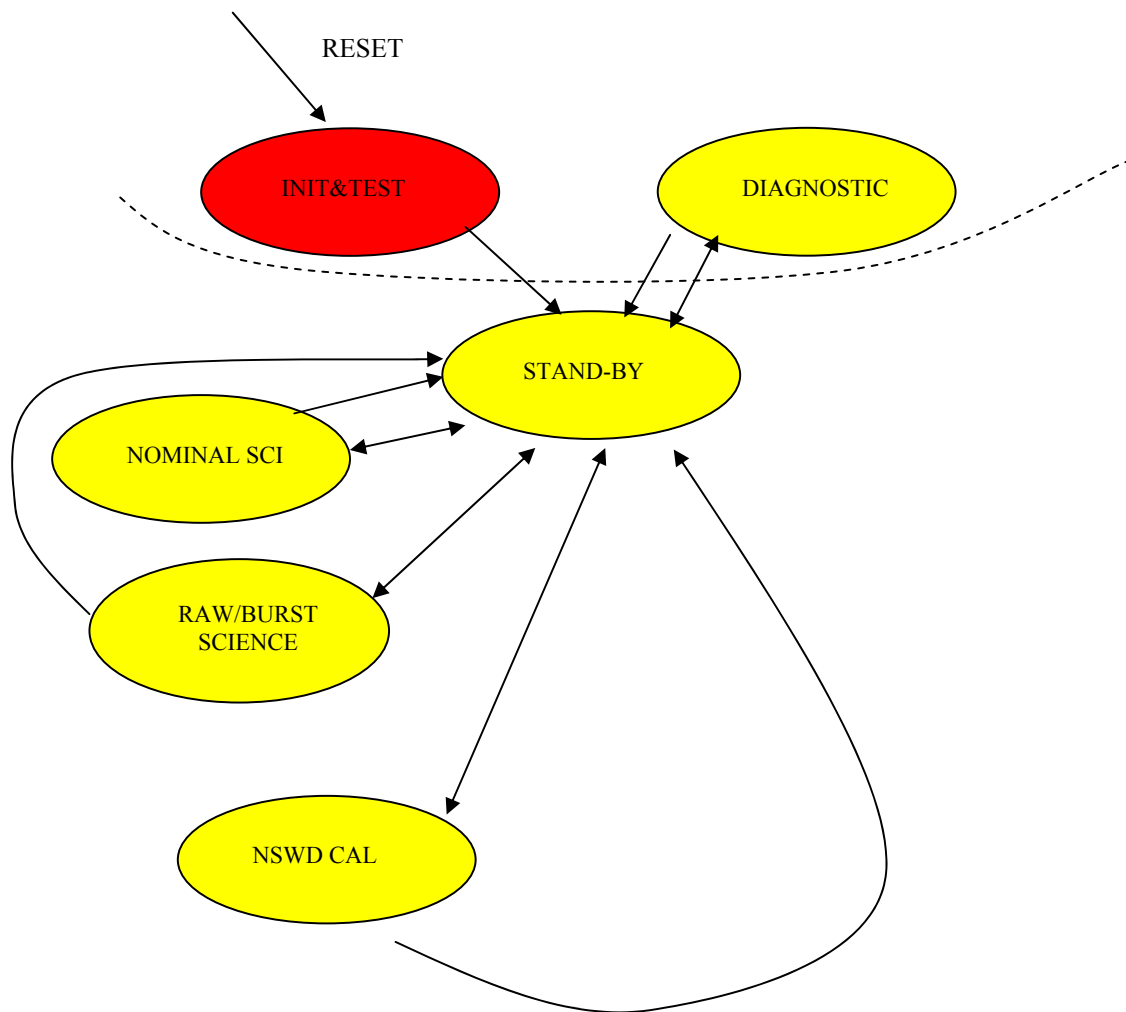 RESET
INIT&TEST
DIAGNOSTIC
STAND-BY
NOMINAL SCI
RAW/BURST
SCIENCE
NSWD CAL